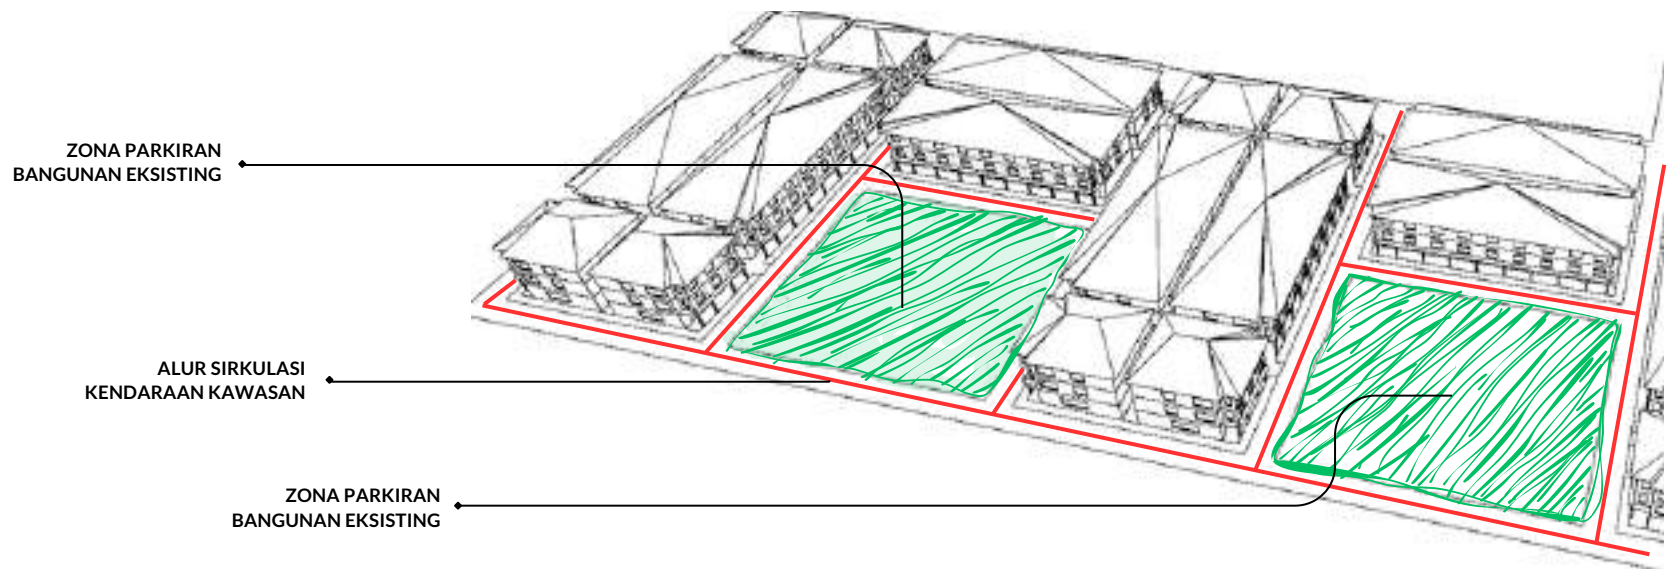 ZONA PARKIRAN
BANGUNAN EKSISTING
ALUR SIRKULASI
KENDARAAN KAWASAN
ZONA PARKIRAN
BANGUNAN EKSISTING